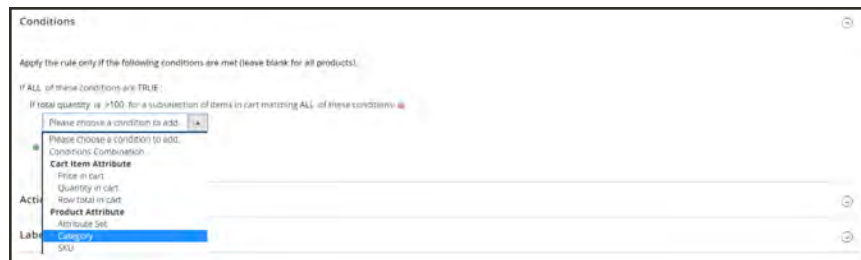 Conditions
Apply the rule only if the following conditions are met (leave blank for all products).
If ALL of these conditions are TRUE :
If total quantity is >100 for a subselection of items in cart matching ALL of these conditions:
Please choose a condition to add.
Please choose a condition to add.
Conditions Combination
Cart Item Attribute
Price in cart
Quantity in cart
Row total in cart
Acti
Product Attribute
Attribute Set
Labe
Category
SKU